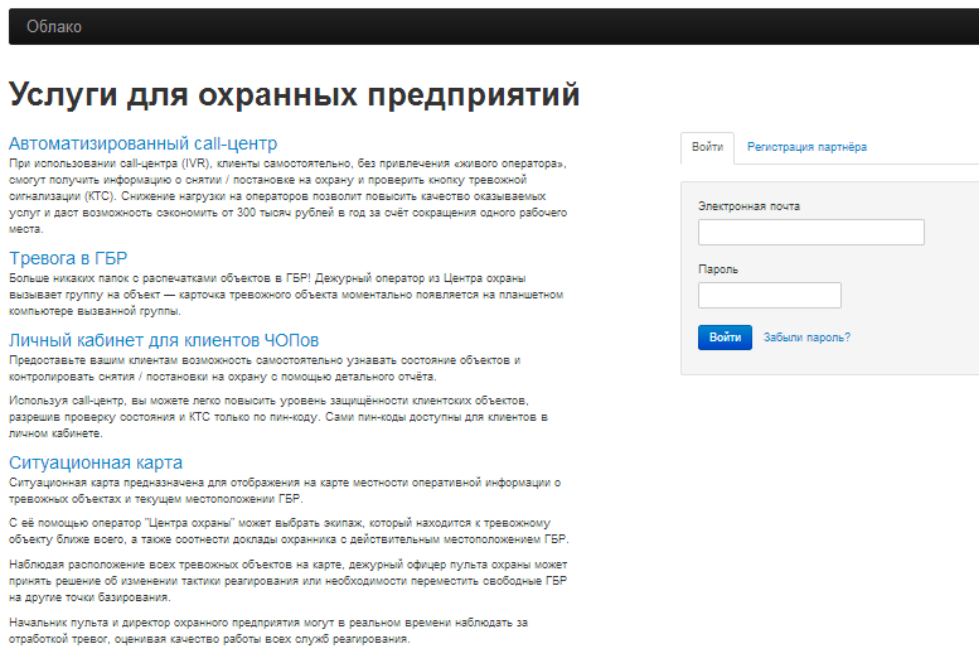 Облако
Услуги для охранных предприятий
Автоматизированный call-центр
При использовании call-центра (IVR), клиенты самостоятельно, без привлечения «живого оператора»,
смогут получить информацию о снятии / постановке на охрану и проверить кнопку тревожной
сигнализации (КТС). Снижение нагрузки на операторов позволит повысить качество оказываемых
услуг и даст возможность сэкономить от 300 тысяч рублей в год за счёт сокращения одного рабочего
места.
Тревога в ГБР
Больше никаких папок с распечатками объектов в ГБР! Дежурный оператор из Центра охраны
вызывает группу на объект — карточка тревожного объекта моментально появляется на планшетном
компьютере вызванной группы.
Личный кабинет для клиентов ЧОПов
Предоставьте вашим клиентам возможность самостоятельно узнавать состояние объектов и
контролировать снятия / постановки на охрану с помощью детального отчёта.
Используя call-центр, вы можете легко повысить уровень защищённости клиентских объектов,
разрешив проверку состояния и КТС только по пин-коду. Сами пин-коды доступны для клиентов в
личном кабинете.
Ситуационная карта
Ситуационная карта предназначена для отображения на карте местности оперативной информации о
тревожных объектах и текущем местоположении ГБР.
С её помощью оператор "Центра охраны" может выбрать экипаж, который находится к тревожному
объекту ближе всего, а также соотнести доклады охранника с действительным местоположением ГБР.
Наблюдая расположение всех тревожных объектов на карте, дежурный офицер пульта охраны может
принять решение об изменении тактики реагирования или необходимости переместить свободные ГБР
на другие точки базирования.
Начальник пульта и директор охранного предприятия могут в реальном времени наблюдать за
отработкой тревог, оценивая качество работы всех служб реагирования.
Войти
Регистрация партнёра
Электронная почта
Пароль
Войти
Забыли пароль?